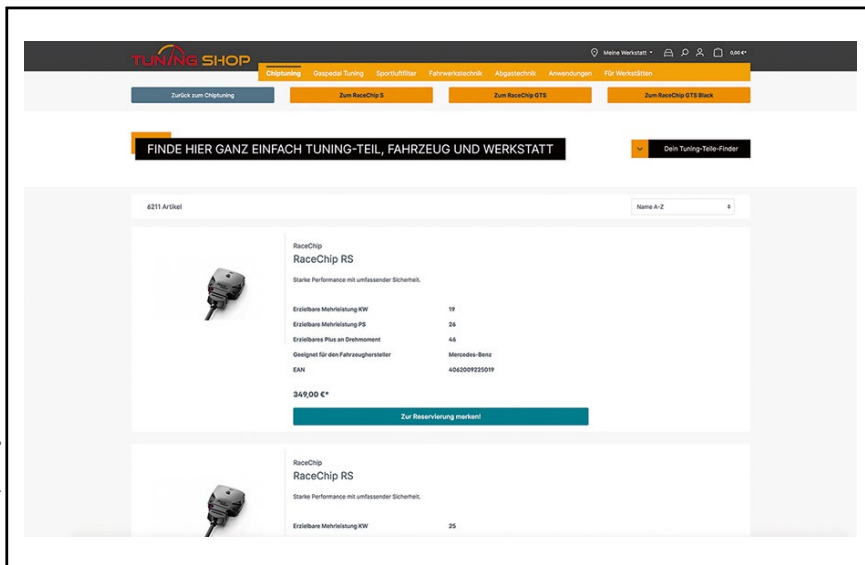 TUNING SHOP
Meine Werkstatt
0,00 €*
Chiptuning Gaspedal Tuning Sportluftfilter Fahrwerkstechnik Abgastechnik Anwendungen Für Werkstätten
Zurück zum Chiptuning Zum RaceChip S Zum RaceChip GTS Zum RaceChip GTS Black
FINDE HIER GANZ EINFACH TUNING-TEIL, FAHRZEUG UND WERKSTATT
Dein Tuning-Teile-Finder
6211 Artikel
Name A-Z
RaceChip
RaceChip RS
Starke Performance mit umfassender Sicherheit.
Erzielbare Mehrleistung KW 19
Erzielbare Mehrleistung PS 26
Erzielbares Plus an Drehmoment 46
Geeignet für den Fahrzeughersteller Mercedes-Benz
EAN 4062009225019
349,00 €*
Zur Reservierung merken!
RaceChip
RaceChip RS
Starke Performance mit umfassender Sicherheit.
Erzielbare Mehrleistung KW 25